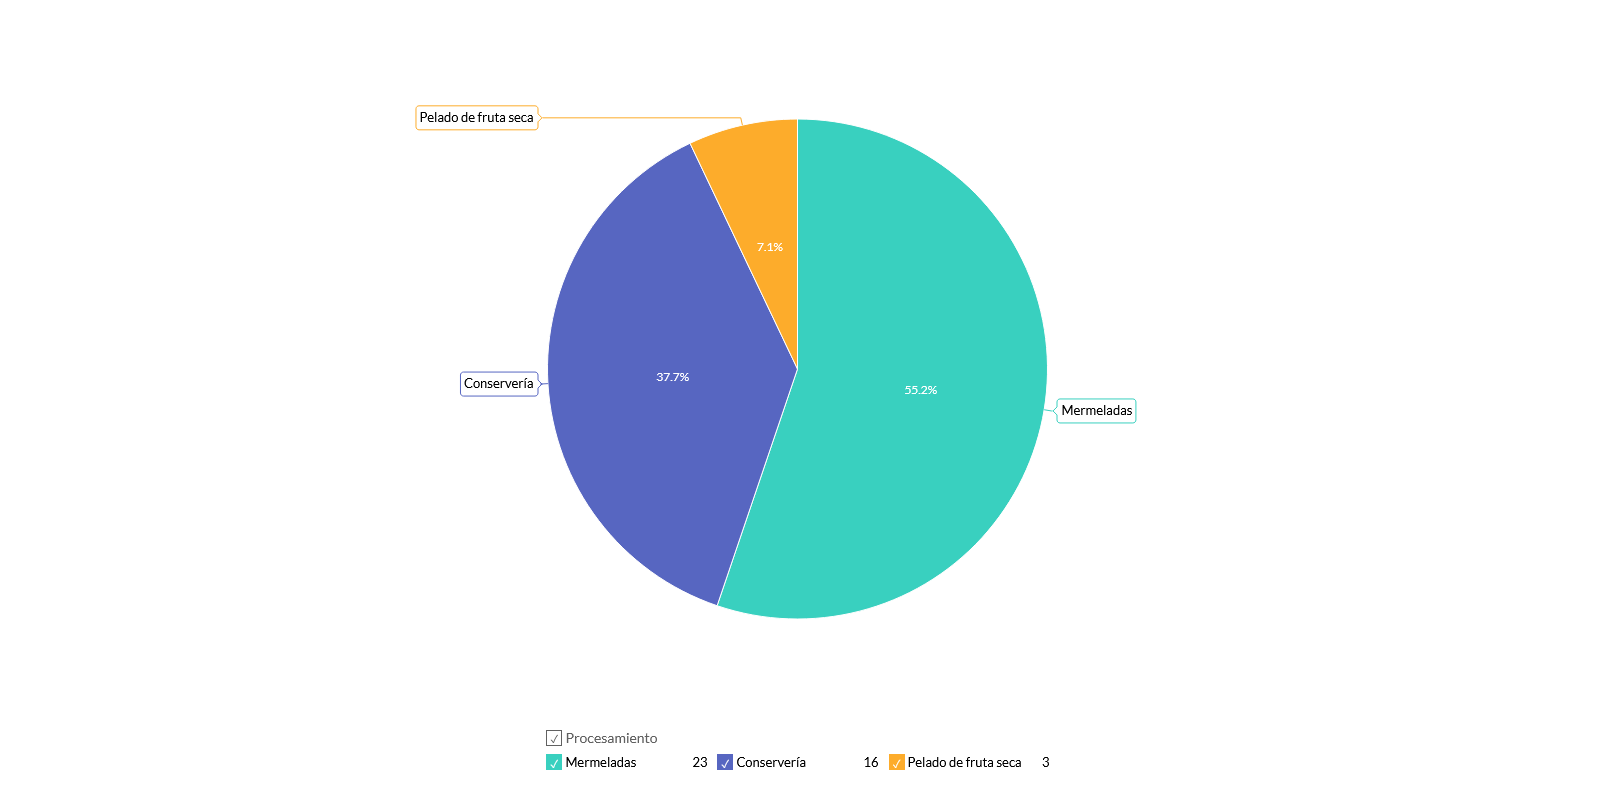 Pelado de fruta seca
7.1%
37.7%
Conservería
55.2%
Mermeladas
Procesamiento
Mermeladas 23 Conservería 16 Pelado de fruta seca 3